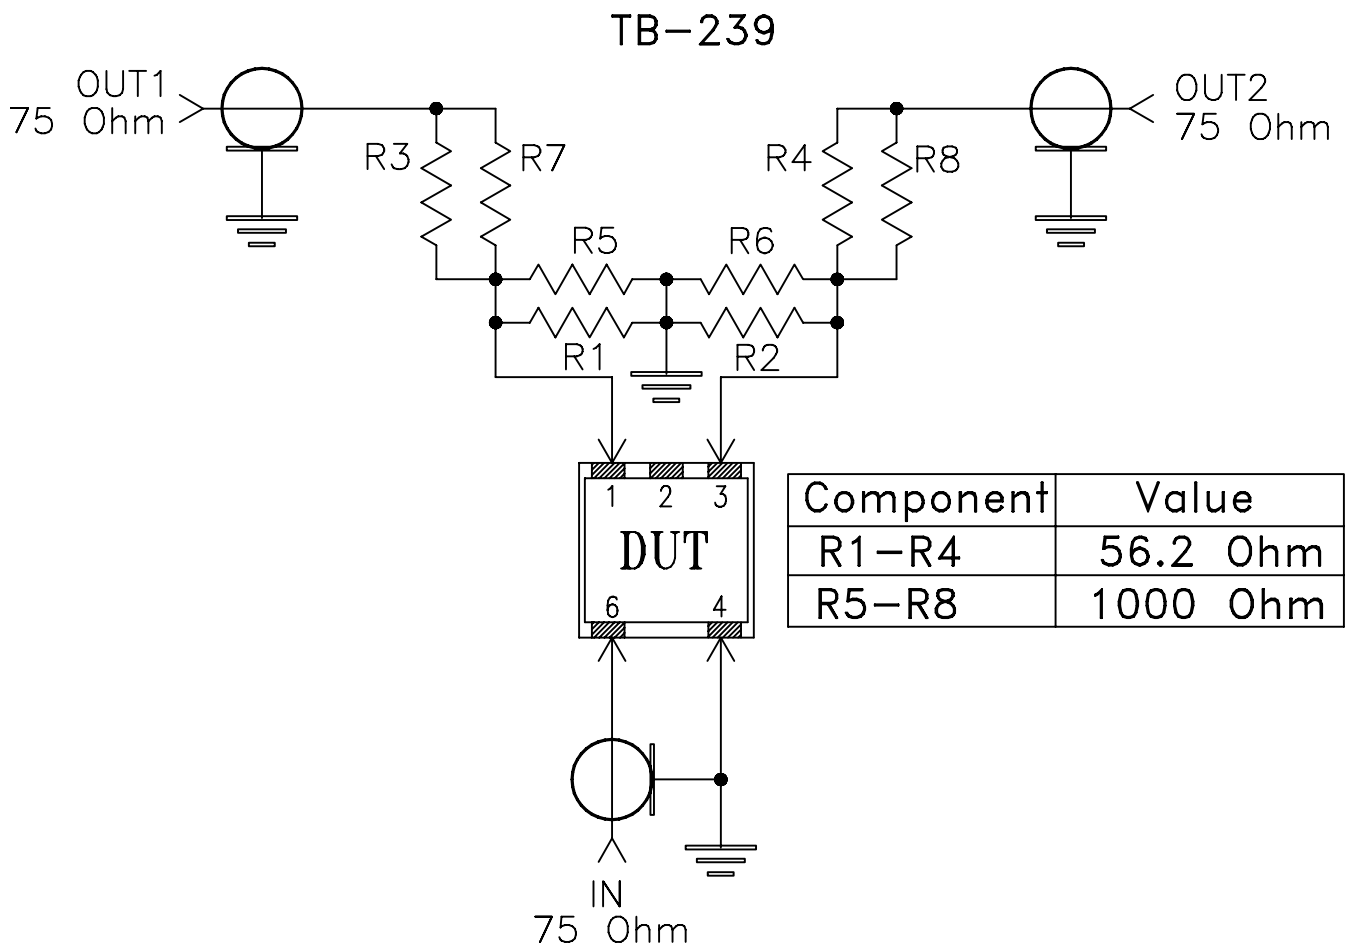 TB-239
OUT1
75 Ohm
OUT2
75 Ohm
R3
R7
R4
R8
R5
R6
R1
R2
1
2
3
DUT
6
4
Component Value
R1-R4 56.2 Ohm
R5-R8 1000 Ohm
IN
75 Ohm